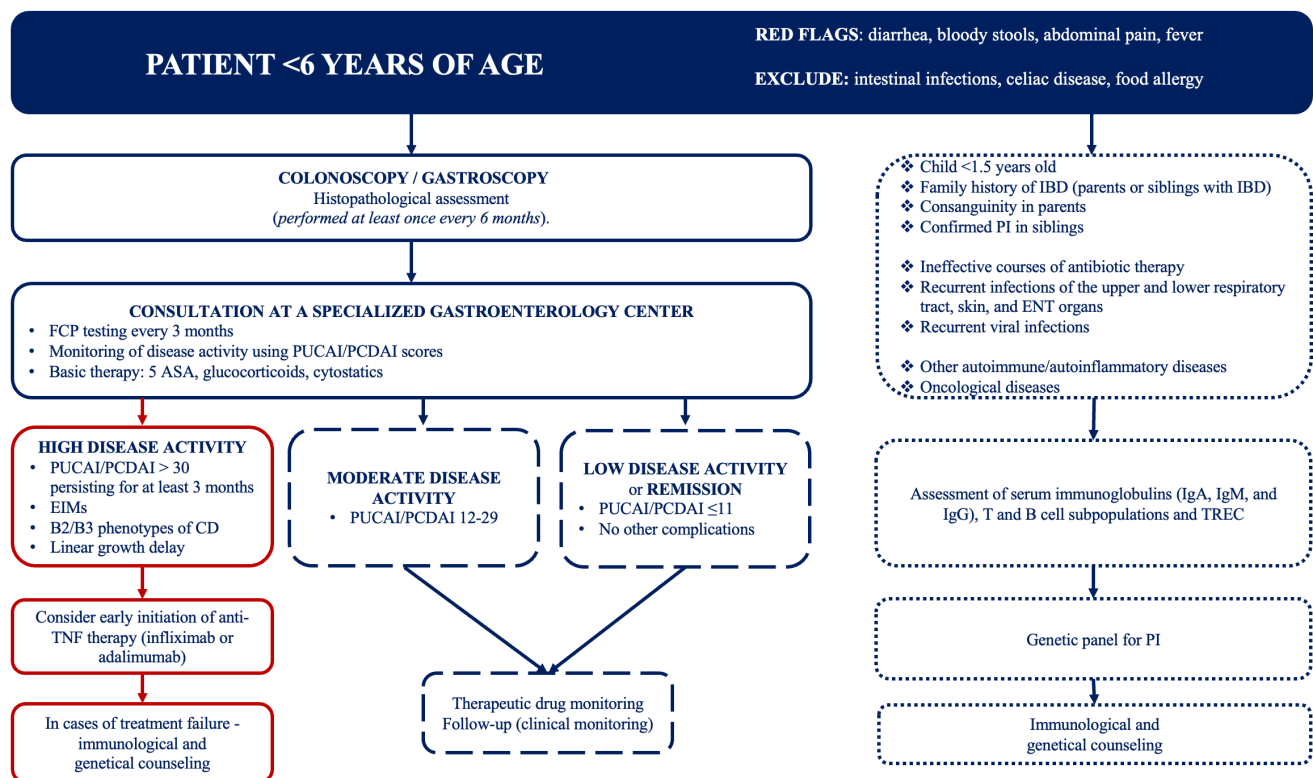 PATIENT <6 YEARS OF AGE
RED FLAGS: diarrhea, bloody stools, abdominal pain, fever
EXCLUDE: intestinal infections, celiac disease, food allergy
COLONOSCOPY / GASTROSCOPY
Histopathological assessment
(performed at least once every 6 months).
CONSULTATION AT A SPECIALIZED GASTROENTEROLOGY CENTER
• FCP testing every 3 months
• Monitoring of disease activity using PUCAI/PCDAI scores
• Basic therapy: 5 ASA, glucocorticoids, cytostatics
HIGH DISEASE ACTIVITY
• PUCAI/PCDAI > 30
persisting for at least 3 months
• EIMs
• B2/B3 phenotypes of CD
• Linear growth delay
Consider early initiation of anti-
TNF therapy (infliximab or
adalimumab)
In cases of treatment failure -
immunological and
genetical counseling
MODERATE DISEASE
ACTIVITY
• PUCAI/PCDAI 12-29
LOW DISEASE ACTIVITY
or REMISSION
• PUCAI/PCDAI ≤11
• No other complications
Therapeutic drug monitoring
Follow-up (clinical monitoring)
❖ Child <1.5 years old
❖ Family history of IBD (parents or siblings with IBD)
❖ Consanguinity in parents
❖ Confirmed PI in siblings
❖ Ineffective courses of antibiotic therapy
❖ Recurrent infections of the upper and lower respiratory
tract, skin, and ENT organs
❖ Recurrent viral infections
❖ Other autoimmune/autoinflammatory diseases
❖ Oncological diseases
Assessment of serum immunoglobulins (IgA, IgM, and
IgG), T and B cell subpopulations and TREC
Genetic panel for PI
Immunological and
genetical counseling